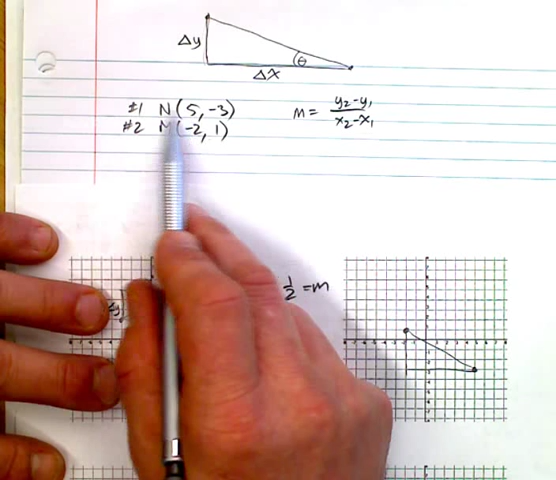 Δy
θ
Δx
#1 N(5, -3)
#2 M(-2, 1)
m = y₂-y₁ / x₂-x₁
½ = m